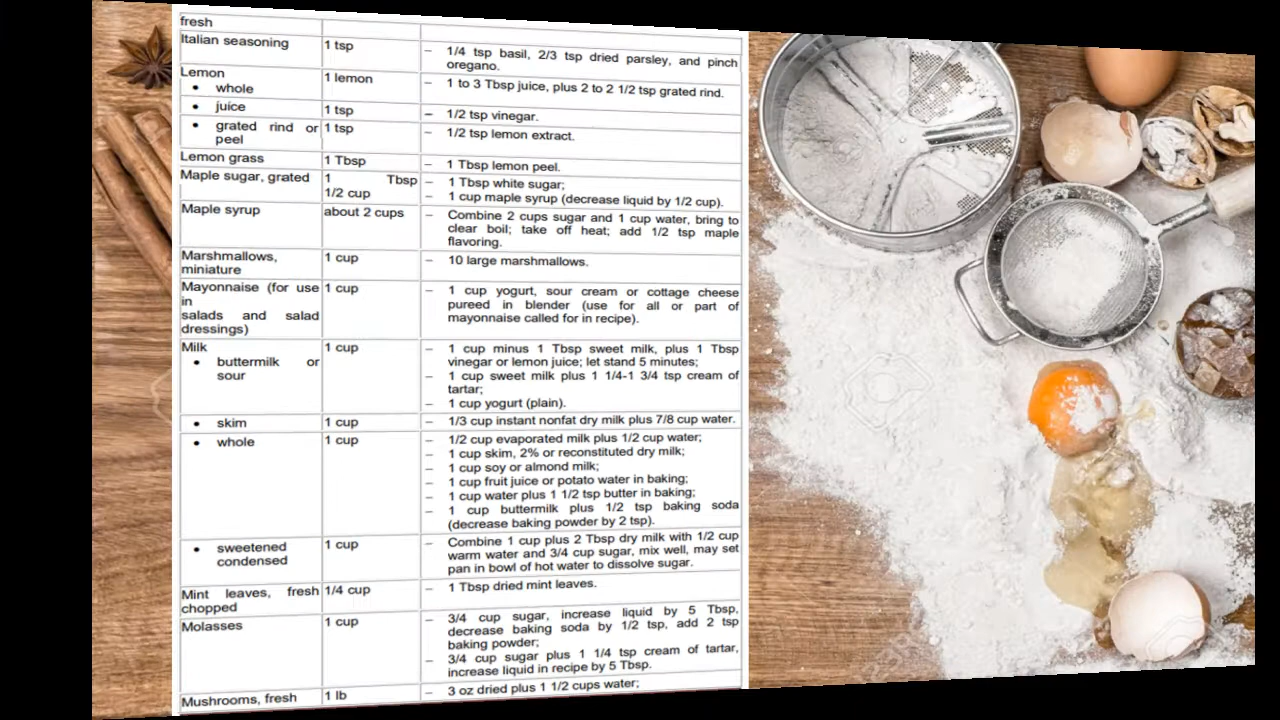 fresh
Italian seasoning 1 tsp – 1/4 tsp basil, 2/3 tsp dried parsley, and pinch
oregano.
Lemon
• whole 1 lemon – 1 to 3 Tbsp juice, plus 2 to 2 1/2 tsp grated rind.
• juice 1 tsp – 1/2 tsp vinegar.
• grated rind or 1 tsp – 1/2 tsp lemon extract.
peel
Lemon grass 1 Tbsp – 1 Tbsp lemon peel.
Maple sugar, grated 1 Tbsp – 1 Tbsp white sugar;
1/2 cup – 1 cup maple syrup (decrease liquid by 1/2 cup).
Maple syrup about 2 cups – Combine 2 cups sugar and 1 cup water, bring to
clear boil; take off heat; add 1/2 tsp maple
flavoring.
Marshmallows, 1 cup – 10 large marshmallows.
miniature
Mayonnaise (for use 1 cup – 1 cup yogurt, sour cream or cottage cheese
in pureed in blender (use for all or part of
salads and salad mayonnaise called for in recipe).
dressings)
Milk 1 cup – 1 cup minus 1 Tbsp sweet milk, plus 1 Tbsp
• buttermilk or vinegar or lemon juice; let stand 5 minutes;
sour – 1 cup sweet milk plus 1 1/4-1 3/4 tsp cream of
tartar;
– 1 cup yogurt (plain).
• skim 1 cup – 1/3 cup instant nonfat dry milk plus 7/8 cup water.
• whole 1 cup – 1/2 cup evaporated milk plus 1/2 cup water;
– 1 cup skim, 2% or reconstituted dry milk;
– 1 cup soy or almond milk;
– 1 cup fruit juice or potato water in baking;
– 1 cup water plus 1 1/2 tsp butter in baking;
– 1 cup buttermilk plus 1/2 tsp baking soda
(decrease baking powder by 2 tsp).
• sweetened 1 cup – Combine 1 cup plus 2 Tbsp dry milk with 1/2 cup
condensed warm water and 3/4 cup sugar, mix well, may set
pan in bowl of hot water to dissolve sugar.
Mint leaves, fresh 1/4 cup – 1 Tbsp dried mint leaves.
chopped
Molasses 1 cup – 3/4 cup sugar, increase liquid by 5 Tbsp,
decrease baking soda by 1/2 tsp, add 2 tsp
baking powder;
– 3/4 cup sugar plus 1 1/4 tsp cream of tartar,
increase liquid in recipe by 5 Tbsp.
Mushrooms, fresh 1 lb – 3 oz dried plus 1 1/2 cups water;